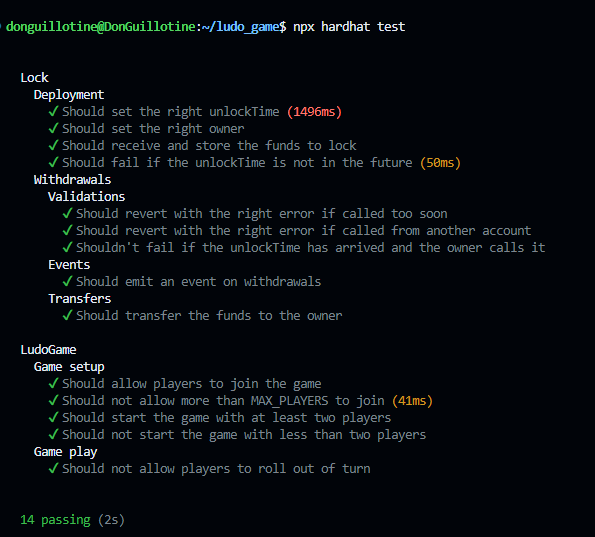 donguillotine@DonGuillotine:~/ludo_game$ npx hardhat test
Lock
Deployment
✓ Should set the right unlockTime (1496ms)
✓ Should set the right owner
✓ Should receive and store the funds to lock
✓ Should fail if the unlockTime is not in the future (50ms)
Withdrawals
Validations
✓ Should revert with the right error if called too soon
✓ Should revert with the right error if called from another account
✓ Shouldn't fail if the unlockTime has arrived and the owner calls it
Events
✓ Should emit an event on withdrawals
Transfers
✓ Should transfer the funds to the owner
LudoGame
Game setup
✓ Should allow players to join the game
✓ Should not allow more than MAX_PLAYERS to join (41ms)
✓ Should start the game with at least two players
✓ Should not start the game with less than two players
Game play
✓ Should not allow players to roll out of turn
14 passing (2s)